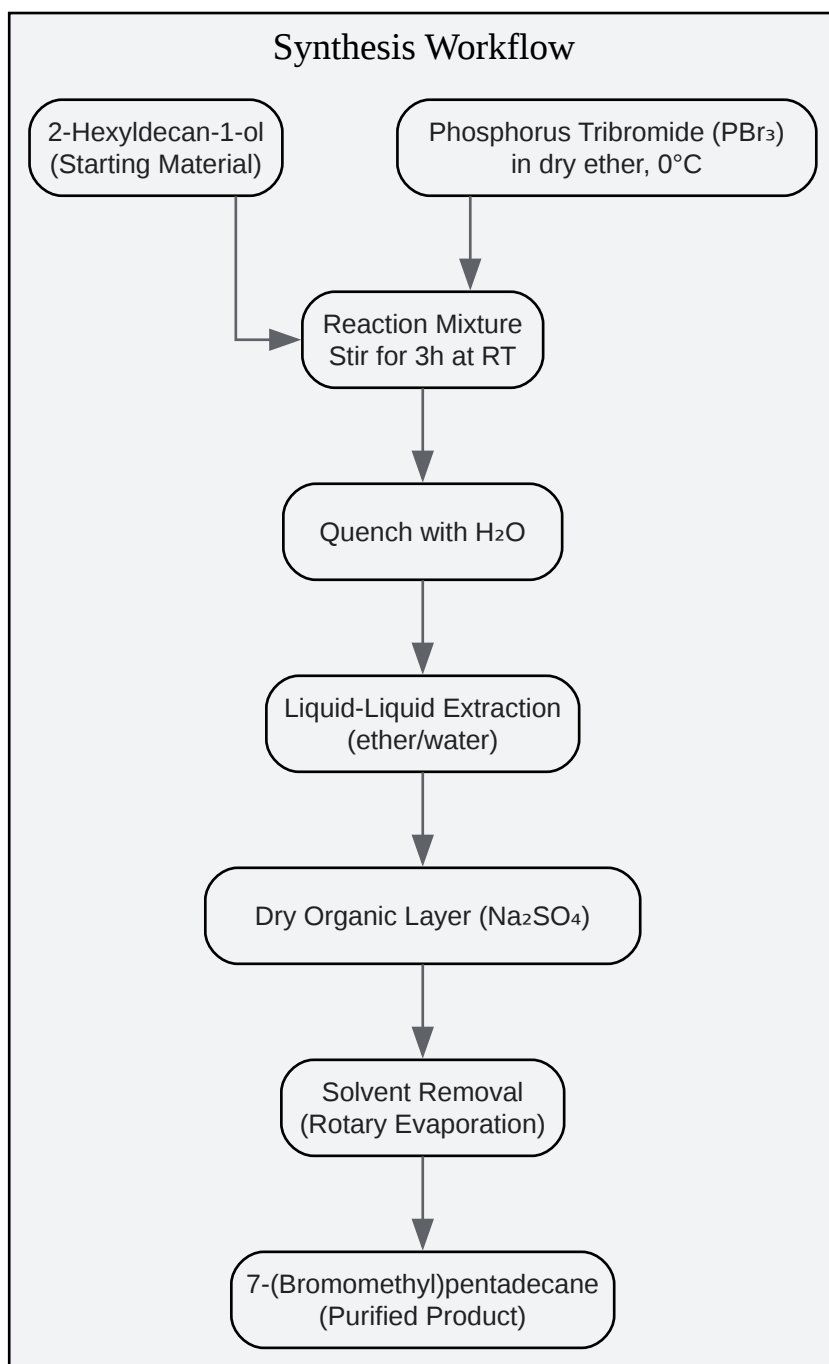 Synthesis Workflow
2-Hexyldecan-1-ol
(Starting Material)
Phosphorus Tribromide (PBr₃)
in dry ether, 0°C
Reaction Mixture
Stir for 3h at RT
Quench with H₂O
Liquid-Liquid Extraction
(ether/water)
Dry Organic Layer (Na₂SO₄)
Solvent Removal
(Rotary Evaporation)
7-(Bromomethyl)pentadecane
(Purified Product)